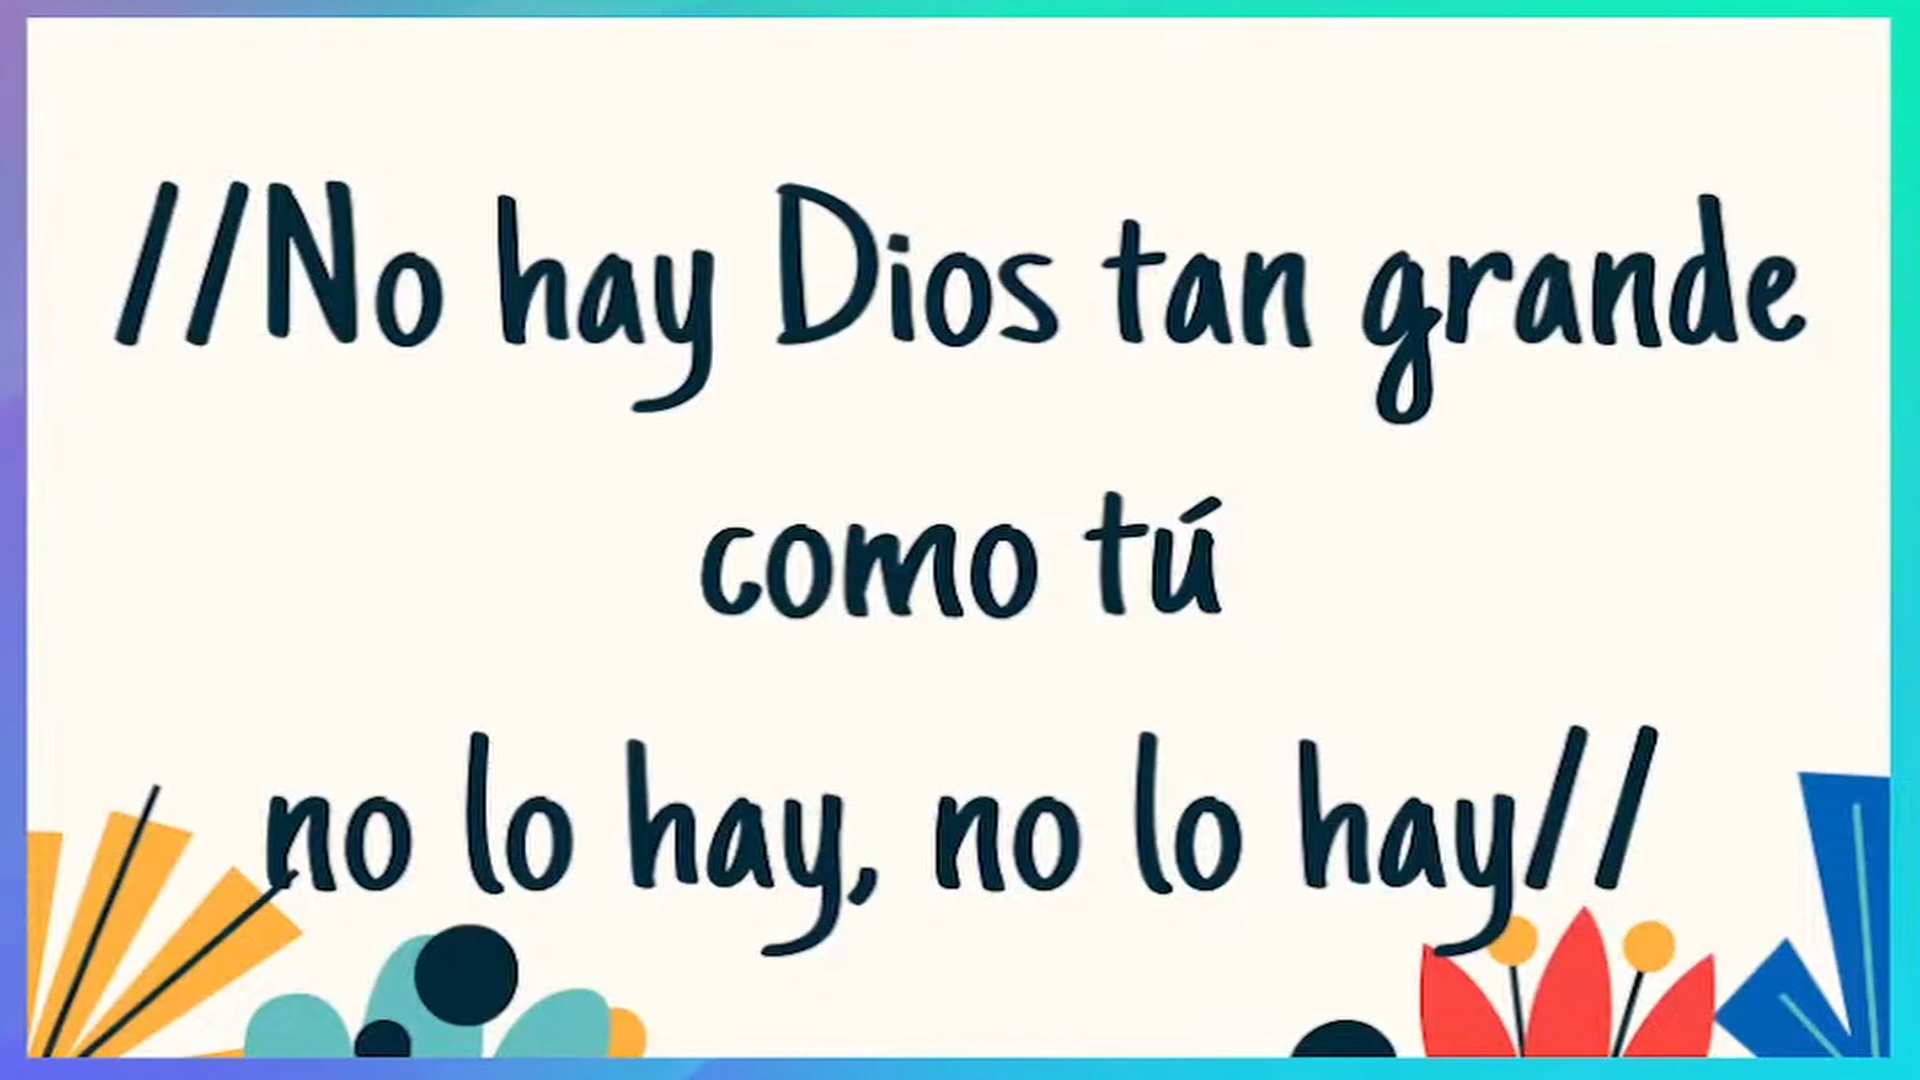 //No hay Dios tan grande
como tú
no lo hay, no lo hay//